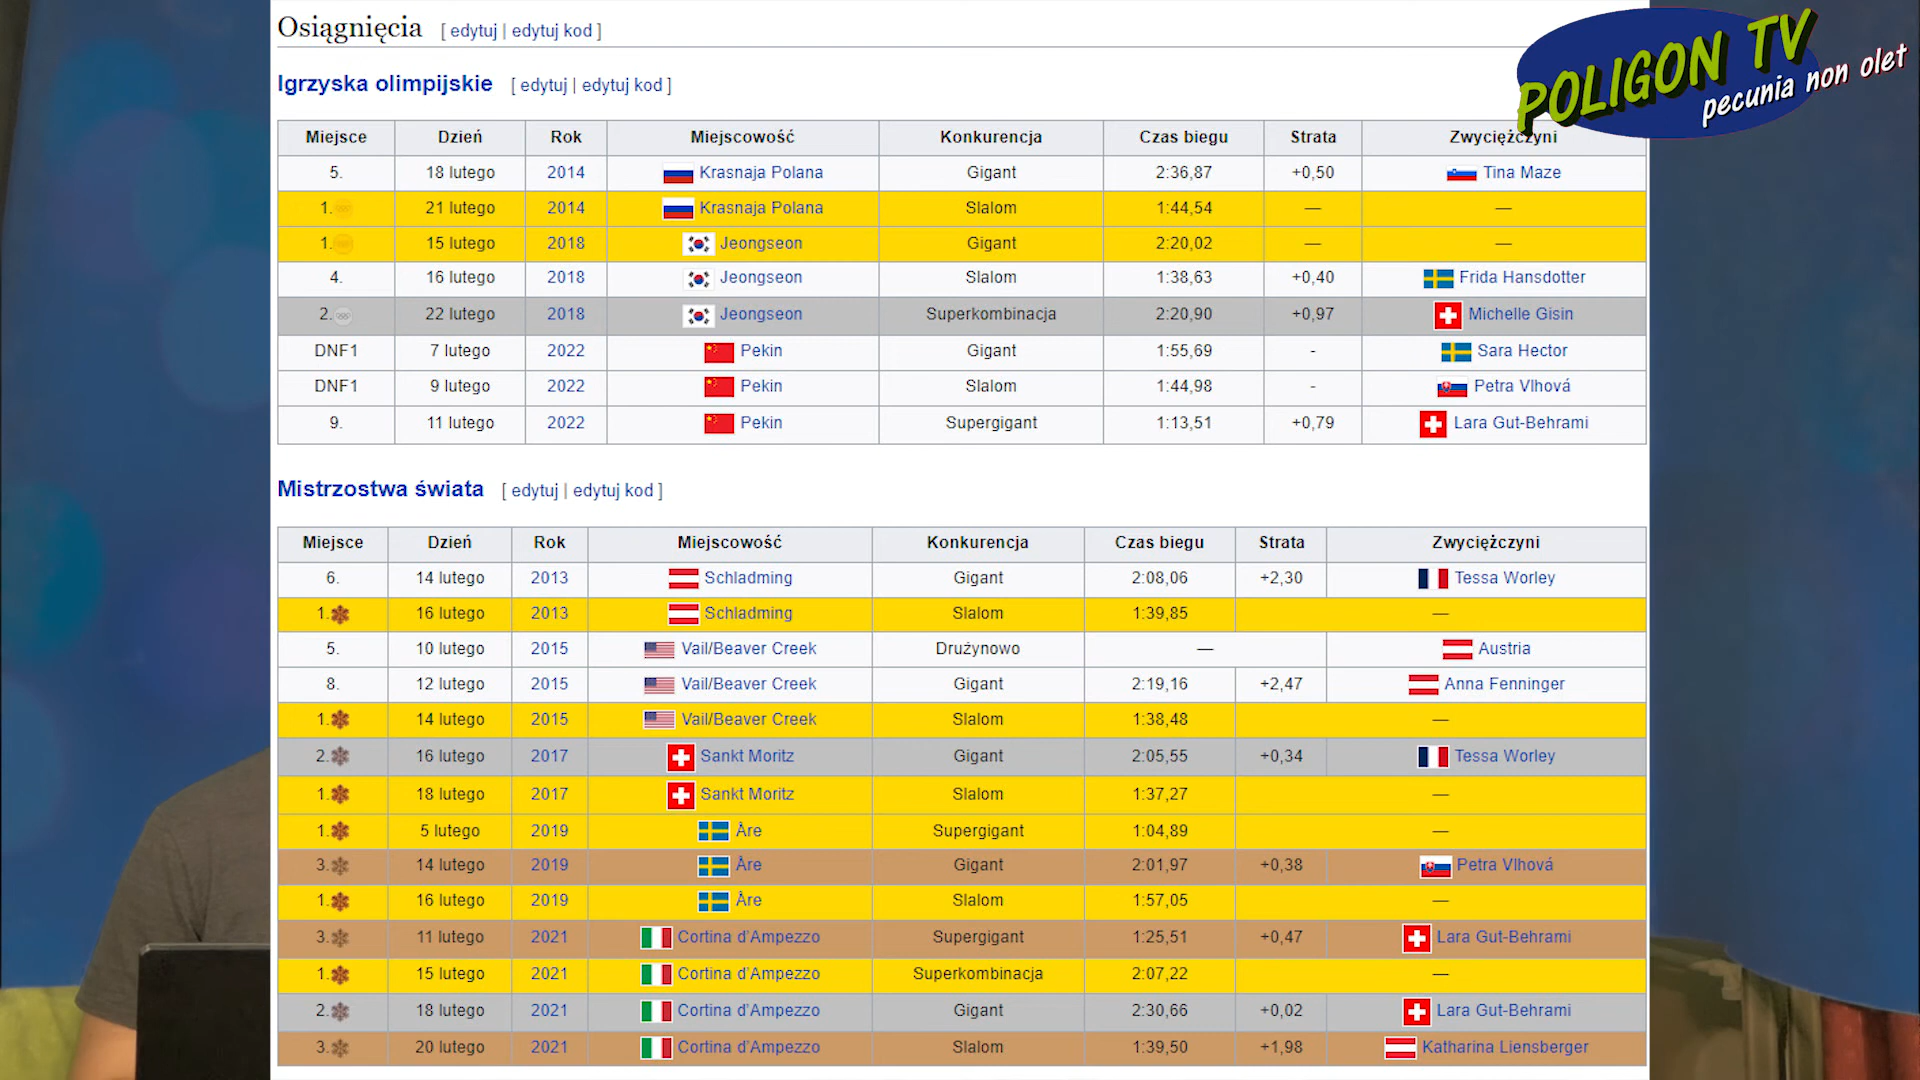 Osiągnięcia [ edytuj | edytuj kod ]
POLIGON TV
pecunia non olet
Igrzyska olimpijskie [ edytuj | edytuj kod ]
Miejsce Dzień Rok Miejscowość Konkurencja Czas biegu Strata Zwyciężczyni
5. 18 lutego 2014 Krasnaja Polana Gigant 2:36,87 +0,50 Tina Maze
1. 21 lutego 2014 Krasnaja Polana Slalom 1:44,54 — —
1. 15 lutego 2018 Jeongseon Gigant 2:20,02 — —
4. 16 lutego 2018 Jeongseon Slalom 1:38,63 +0,40 Frida Hansdotter
2. 22 lutego 2018 Jeongseon Superkombinacja 2:20,90 +0,97 Michelle Gisin
DNF1 7 lutego 2022 Pekin Gigant 1:55,69 - Sara Hector
DNF1 9 lutego 2022 Pekin Slalom 1:44,98 - Petra Vlhová
9. 11 lutego 2022 Pekin Supergigant 1:13,51 +0,79 Lara Gut-Behrami
Mistrzostwa świata [ edytuj | edytuj kod ]
Miejsce Dzień Rok Miejscowość Konkurencja Czas biegu Strata Zwyciężczyni
6. 14 lutego 2013 Schladming Gigant 2:08,06 +2,30 Tessa Worley
1. 16 lutego 2013 Schladming Slalom 1:39,85 —
5. 10 lutego 2015 Vail/Beaver Creek Drużynowo — Austria
8. 12 lutego 2015 Vail/Beaver Creek Gigant 2:19,16 +2,47 Anna Fenninger
1. 14 lutego 2015 Vail/Beaver Creek Slalom 1:38,48 —
2. 16 lutego 2017 Sankt Moritz Gigant 2:05,55 +0,34 Tessa Worley
1. 18 lutego 2017 Sankt Moritz Slalom 1:37,27 —
1. 5 lutego 2019 Åre Supergigant 1:04,89 —
3. 14 lutego 2019 Åre Gigant 2:01,97 +0,38 Petra Vlhová
1. 16 lutego 2019 Åre Slalom 1:57,05 —
3. 11 lutego 2021 Cortina d'Ampezzo Supergigant 1:25,51 +0,47 Lara Gut-Behrami
1. 15 lutego 2021 Cortina d'Ampezzo Superkombinacja 2:07,22 —
2. 18 lutego 2021 Cortina d'Ampezzo Gigant 2:30,66 +0,02 Lara Gut-Behrami
3. 20 lutego 2021 Cortina d'Ampezzo Slalom 1:39,50 +1,98 Katharina Liensberger